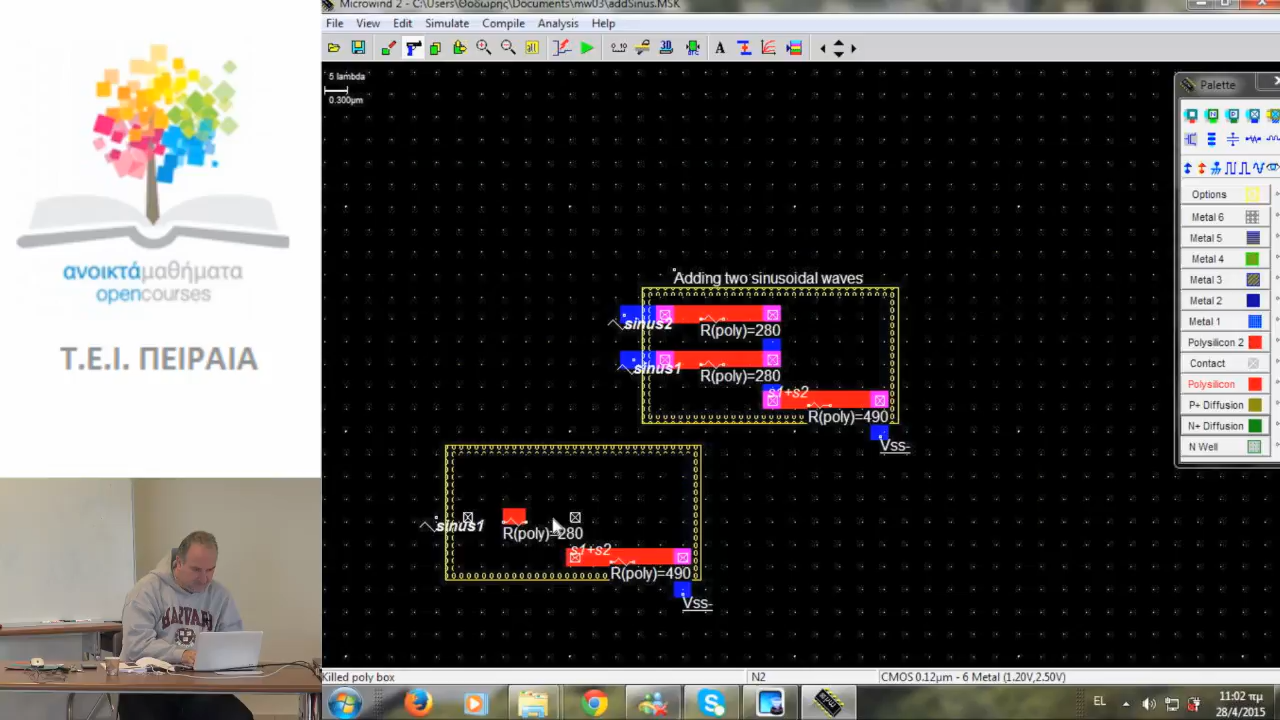 Microwind 2 - C:\Users\Θοδωρής\Documents\mw03\addSinus.MSK
File View Edit Simulate Compile Analysis Help
5 lambda
0.300µm
Palette
Options
Metal 6
Metal 5
Metal 4
Metal 3
Metal 2
Metal 1
Polysilicon 2
Contact
Polysilicon
P+ Diffusion
N+ Diffusion
N Well
ανοικτάμαθήματα
opencourses
Τ.Ε.Ι. ΠΕΙΡΑΙΑ
Adding two sinusoidal waves
sinus2
R(poly)=280
sinus1
R(poly)=280
s1+s2
R(poly)=490
Vss-
sinus1
R(poly)=280
s1+s2
R(poly)=490
Vss-
HARVARD
Killed poly box
N2
CMOS 0.12µm - 6 Metal (1.20V,2.50V)
EL
11:02 πμ
28/4/2015